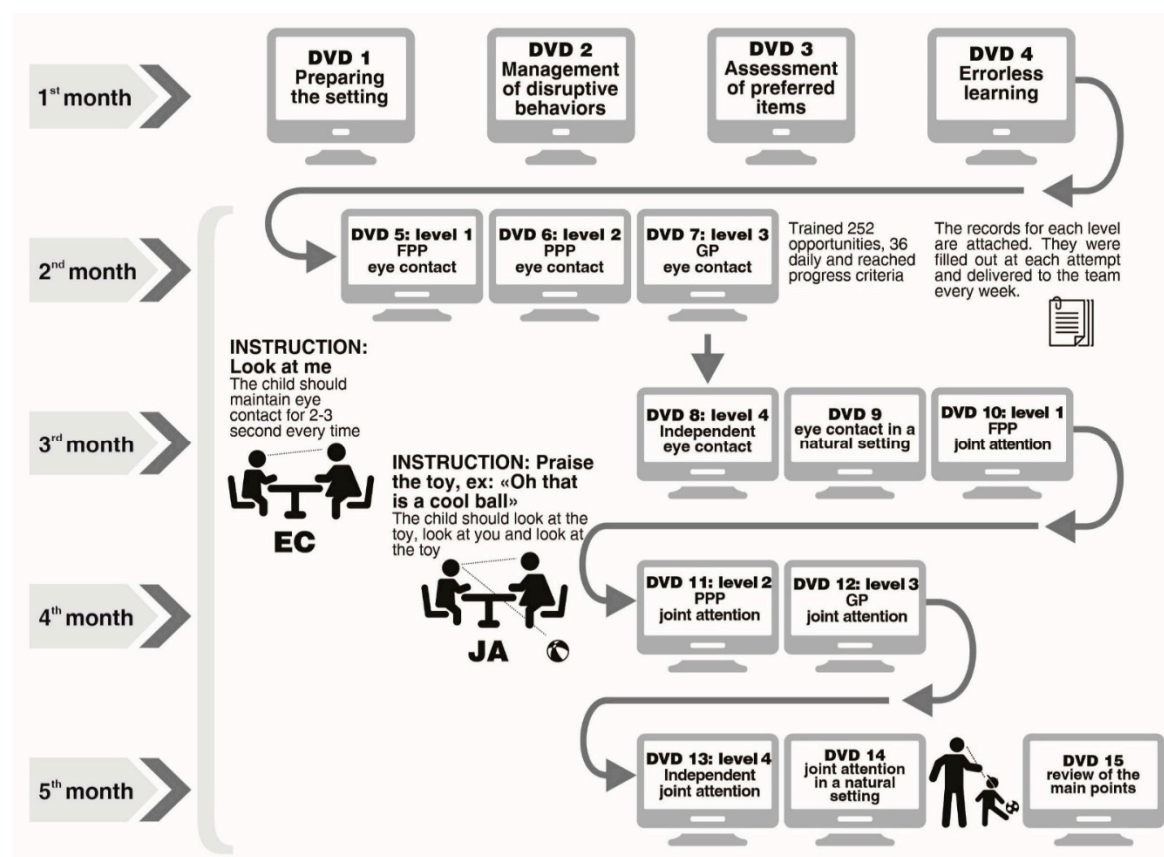 1st month
DVD 1
Preparing
the setting
DVD 2
Management
of disruptive
behaviors
DVD 3
Assessment
of preferred
items
DVD 4
Errorless
learning
2nd month
DVD 5: level 1
FPP
eye contact
DVD 6: level 2
PPP
eye contact
DVD 7: level 3
GP
eye contact
Trained 252
opportunities, 36
daily and reached
progress criteria
The records for each level
are attached. They were
filled out at each attempt
and delivered to the team
every week.
INSTRUCTION:
Look at me
The child should
maintain eye
contact for 2-3
second every time
EC
3rd month
DVD 8: level 4
Independent
eye contact
DVD 9
eye contact in a
natural setting
DVD 10: level 1
FPP
joint attention
INSTRUCTION: Praise
the toy, ex: «Oh that
is a cool ball»
The child should look at the
toy, look at you and look at
the toy
JA
4th month
DVD 11: level 2
PPP
joint attention
DVD 12: level 3
GP
joint attention
5th month
DVD 13: level 4
Independent
joint attention
DVD 14
joint attention
in a natural
setting
DVD 15
review of the
main points